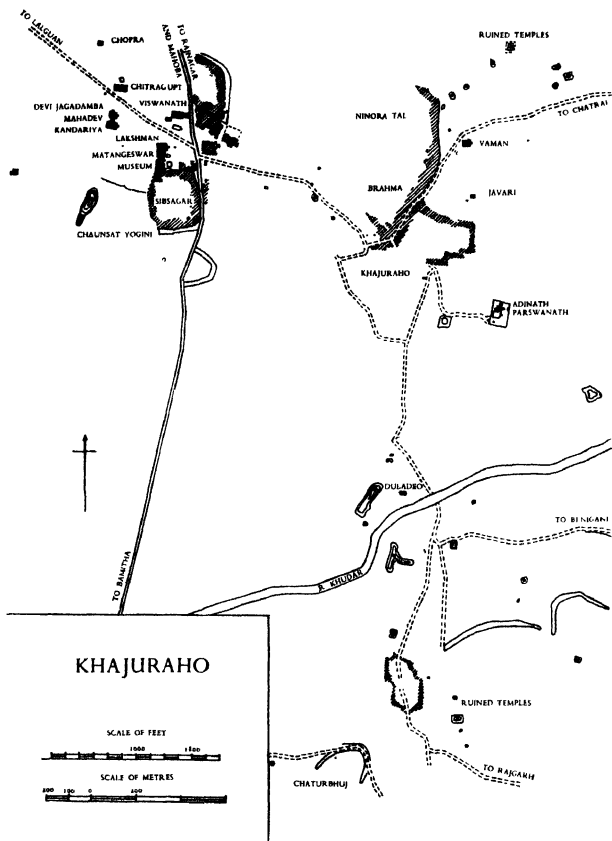 TO LALGUAN
CHOPRA
TO RAJNAGAR
AND MAHOBA
CHITRAGUPT
VISWANATH
DEVI JAGADAMBA
MAHADEV
KANDARIYA
LAKSHMAN
MATANGESWAR
MUSEUM
SIBSAGAR
CHAUNSAT YOGINI
RUINED TEMPLES
NINORA TAL
TO CHATRAI
VAMAN
BRAHMA
JAVARI
KHAJURAHO
ADINATH
PARSWANATH
DULADEO
TO BENIGANJ
R. KHUDAR
TO BAMITHA
RUINED TEMPLES
TO RAJGARH
CHATURBHUJ
KHAJURAHO
SCALE OF FEET
1000
SCALE OF METRES
200 100 0 200